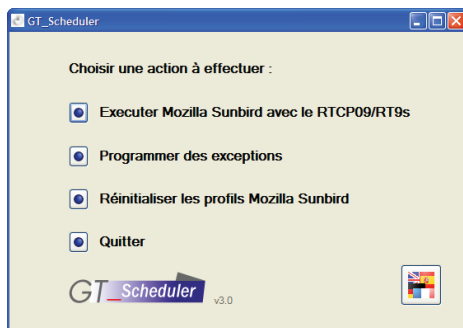 GT_Scheduler
Choisir une action à effectuer :
Executer Mozilla Sunbird avec le RTCP09/RT9s
Programmer des exceptions
Réinitialiser les profils Mozilla Sunbird
Quitter
GT_Scheduler v3.0